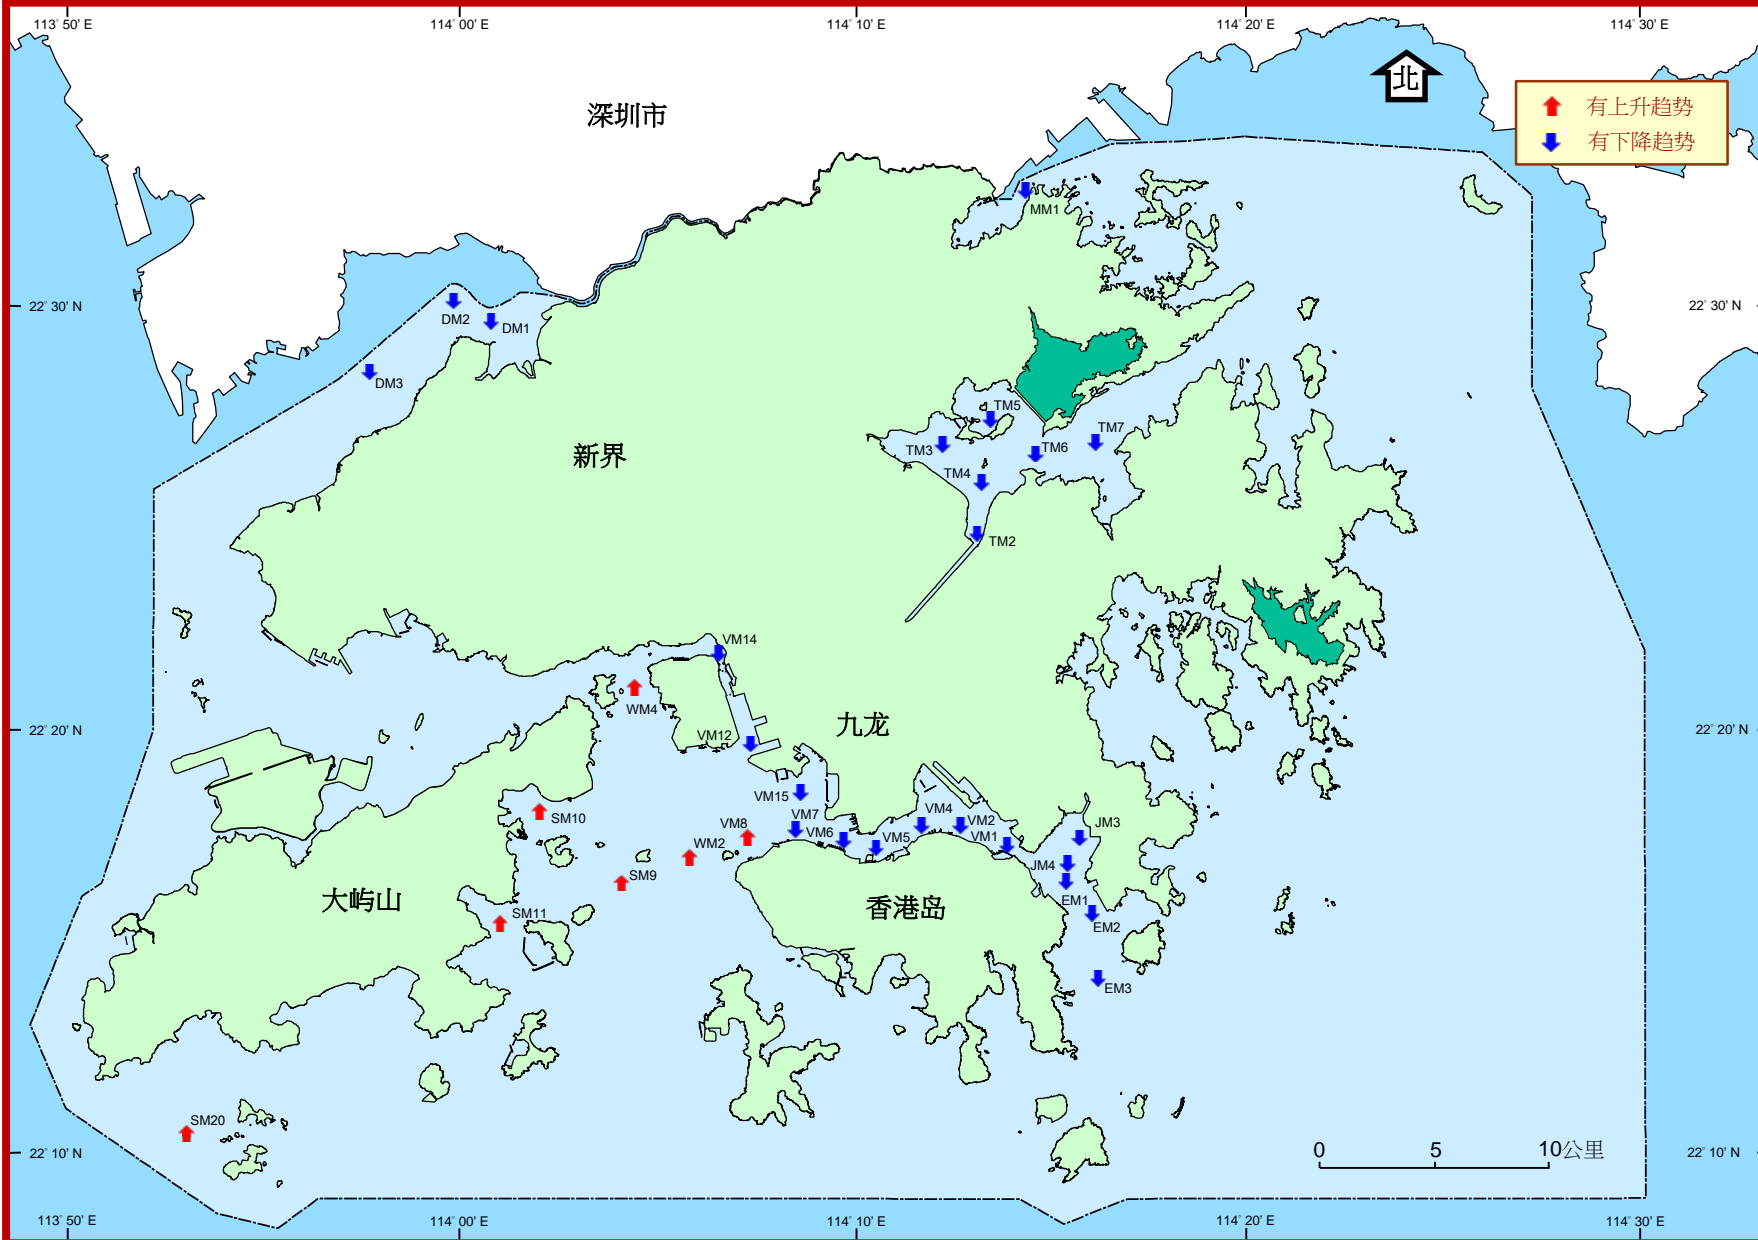 113° 50' E
114° 00' E
114° 10' E
114° 20' E
114° 30' E
北
深圳市
有上升趋势
有下降趋势
MM1
22° 30' N
22° 30' N
DM2
DM1
DM3
TM5
TM7
TM3
TM6
新界
TM4
TM2
VM14
WM4
九龙
22° 20' N
22° 20' N
VM12
VM15
SM10
VM7
VM4
VM8
VM6
VM5
VM2
VM1
JM3
WM2
JM4
SM9
大屿山
EM1
香港岛
SM11
EM2
EM3
SM20
0
5
10公里
22° 10' N
22° 10' N
113° 50' E
114° 00' E
114° 10' E
114° 20' E
114° 30' E